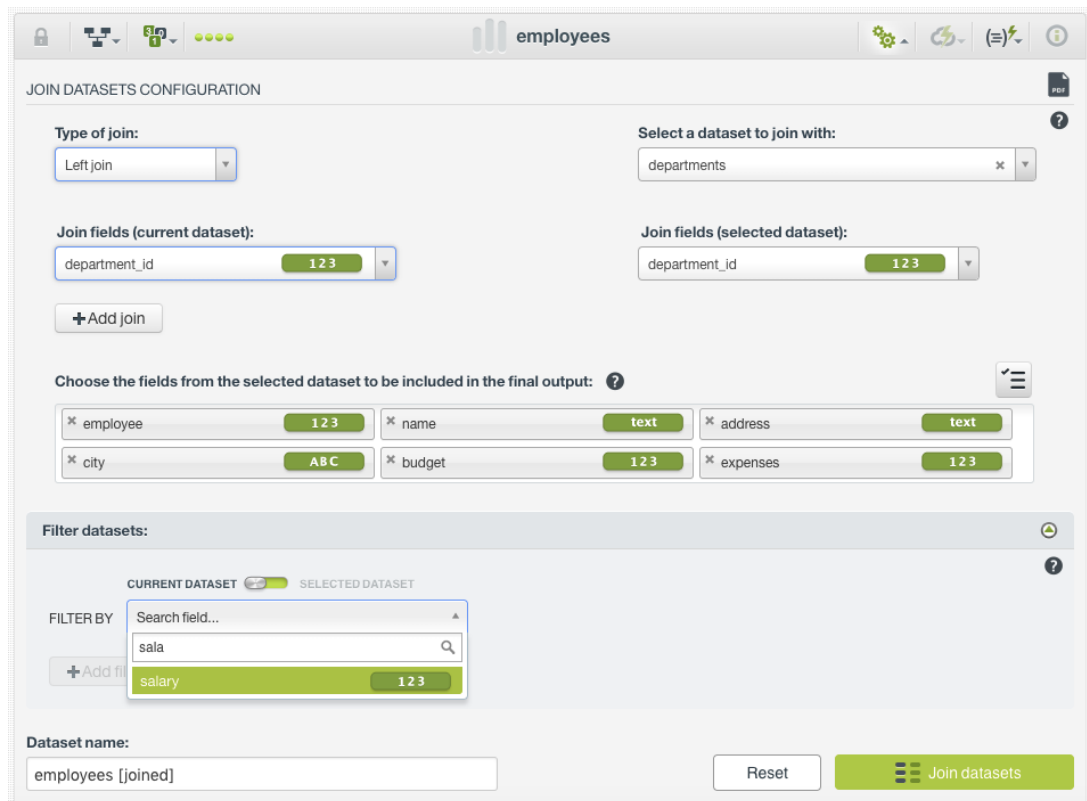 employees
JOIN DATASETS CONFIGURATION
PDF
Type of join:
Select a dataset to join with:
Left join
departments
Join fields (current dataset):
Join fields (selected dataset):
department_id 123
department_id 123
+Add join
Choose the fields from the selected dataset to be included in the final output: ?
employee 123
name text
address text
city ABC
budget 123
expenses 123
Filter datasets:
CURRENT DATASET SELECTED DATASET
FILTER BY Search field...
sala
+Add fil
salary 123
Dataset name:
employees [joined]
Reset
Join datasets